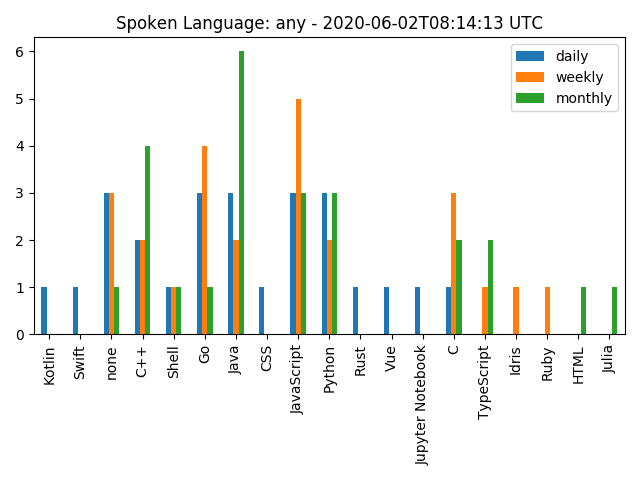 Spoken Language: any - 2020-06-02T08:14:13 UTC
daily
weekly
monthly
6
5
4
3
2
1
0
Kotlin
Swift
none
C++
Shell
Go
Java
CSS
JavaScript
Python
Rust
Vue
Jupyter Notebook
C
TypeScript
Idris
Ruby
HTML
Julia